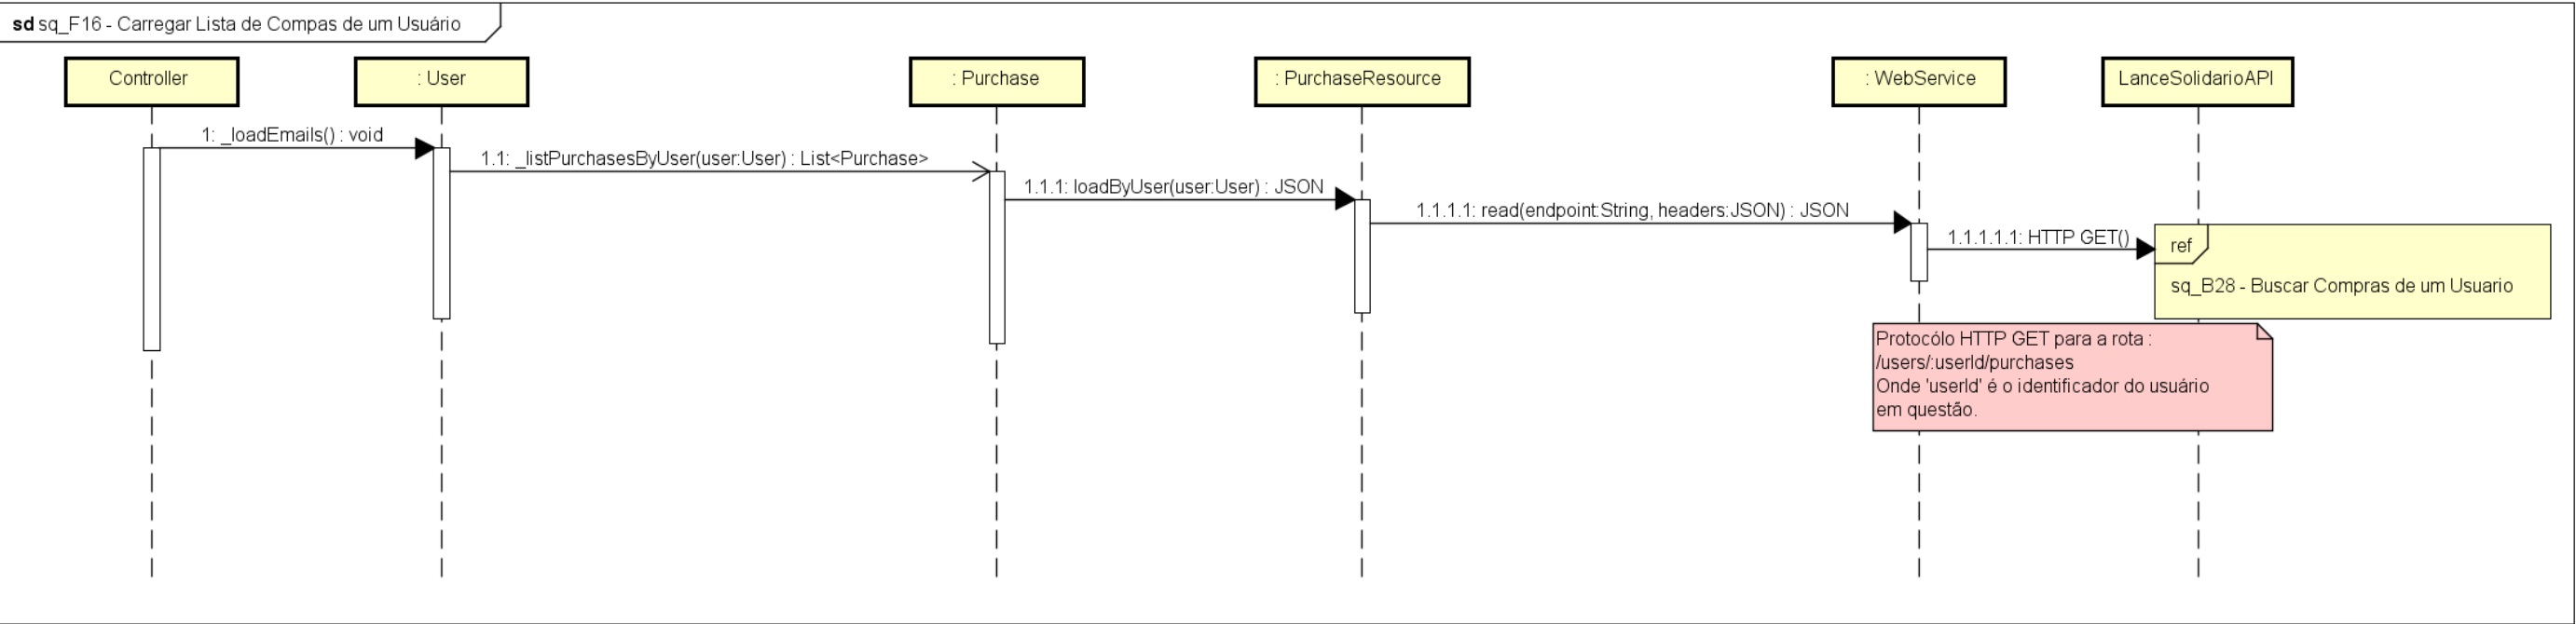 sd sq_F16 - Carregar Lista de Compas de um Usuário
Controller
: User
: Purchase
: PurchaseResource
: WebService
LanceSolidarioAPI
1: _loadEmails() : void
1.1: _listPurchasesByUser(user:User) : List<Purchase>
1.1.1: loadByUser(user:User) : JSON
1.1.1.1: read(endpoint:String, headers:JSON) : JSON
1.1.1.1.1: HTTP GET()
ref
sq_B28 - Buscar Compras de um Usuario
Protocólo HTTP GET para a rota :
/users/:userId/purchases
Onde 'userId' é o identificador do usuário
em questão.